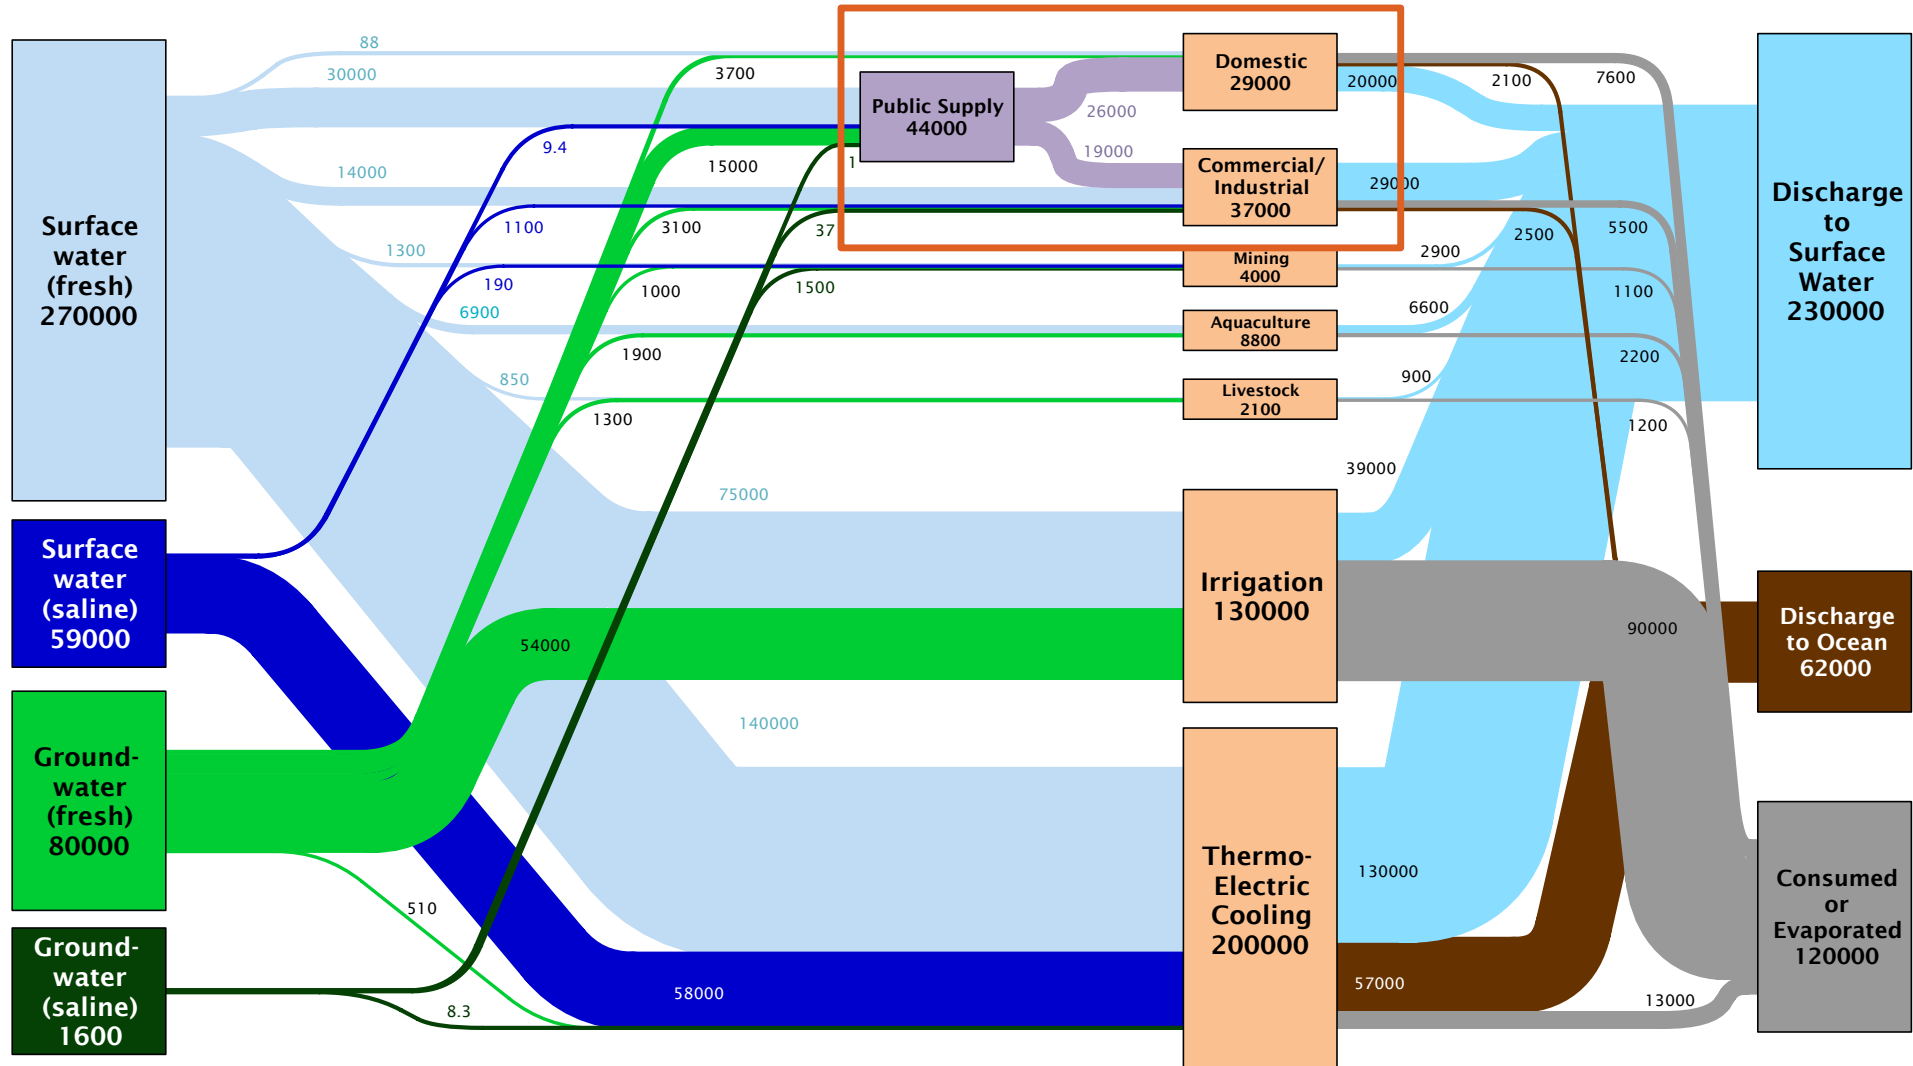 88
30000
3700
9.4
15000
14000
1100
3100
37
1
1300
190
1000
1500
6900
1900
850
1300
75000
54000
140000
510
8.3
58000
Surface
water
(fresh)
270000
Surface
water
(saline)
59000
Ground-
water
(fresh)
80000
Ground-
water
(saline)
1600
Public Supply
44000
26000
19000
Domestic
29000
Commercial/
Industrial
37000
Mining
4000
Aquaculture
8800
Livestock
2100
Irrigation
130000
Thermo-
Electric
Cooling
200000
20000
2100
7600
29000
2500
5500
2900
1100
6600
2200
900
1200
39000
90000
130000
57000
13000
Discharge
to
Surface
Water
230000
Discharge
to Ocean
62000
Consumed
or
Evaporated
120000